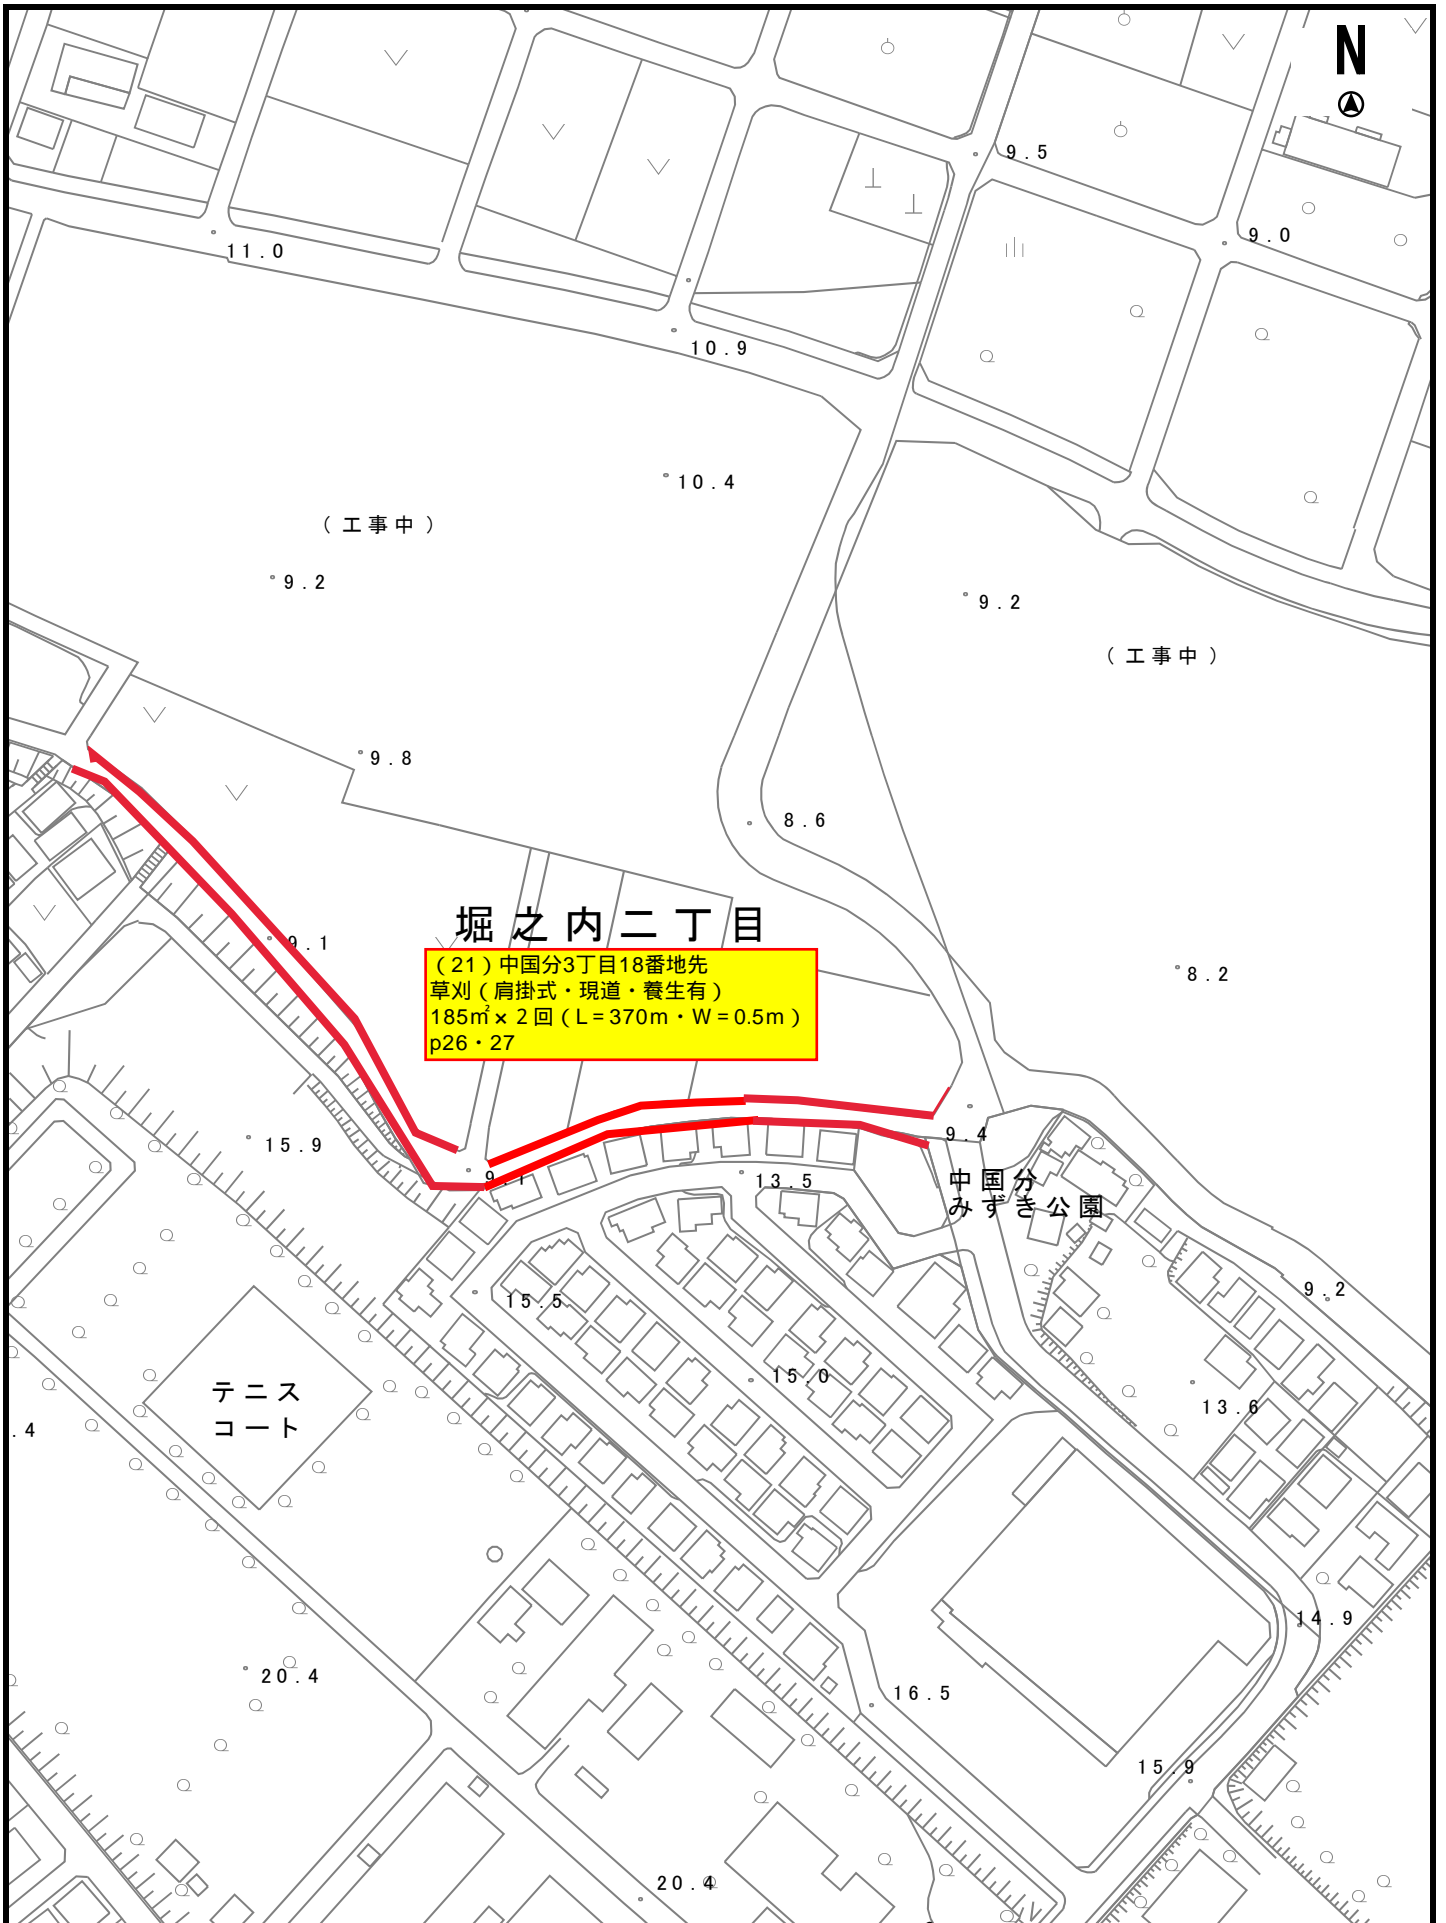 N
9.5
9.0
11.0
10.9
10.4
(工事中)
9.2
9.2
(工事中)
9.8
8.6
堀之内二丁目
9.1
(21)中国分3丁目18番地先
草刈(肩掛式・現道・養生有)
185㎡×2回(L=370m・W=0.5m)
p26・27
8.2
9.4
15.9
9.1
13.5
中国分
みずき公園
15.5
9.2
15.0
テニス
コート
13.6
.4
14.9
20.4
16.5
15.9
20.4